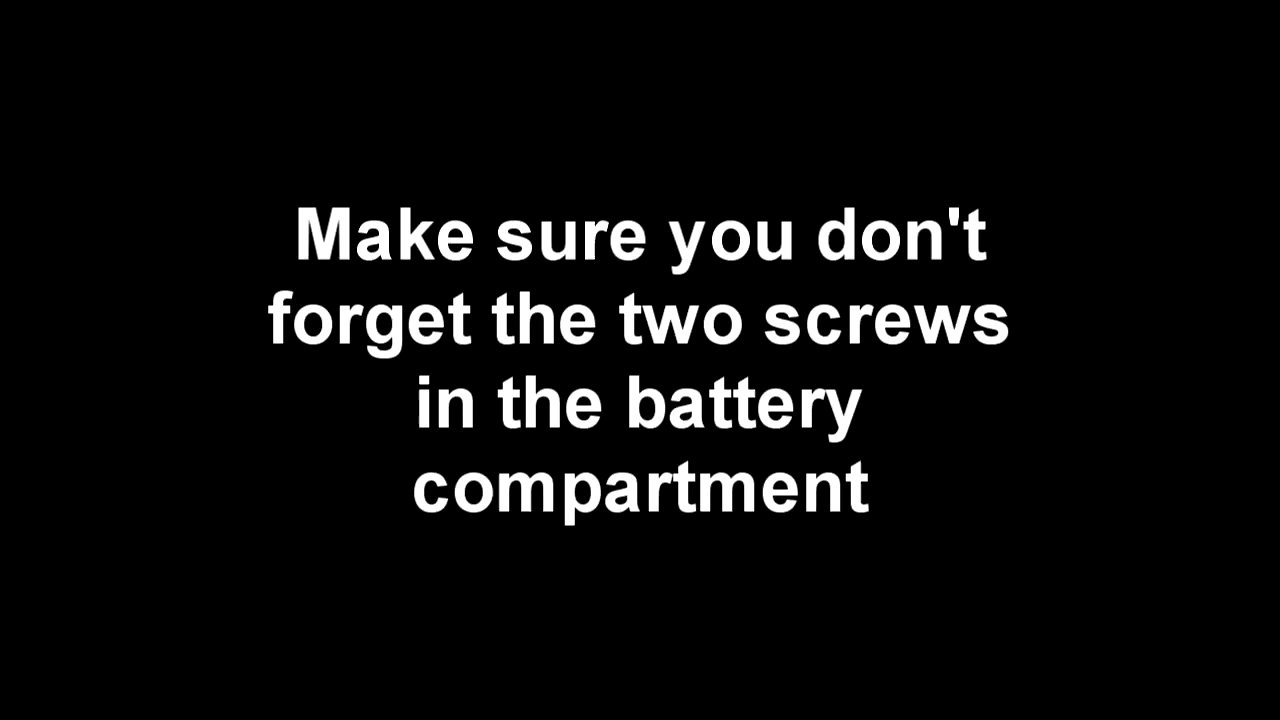 Make sure you don't
forget the two screws
in the battery
compartment